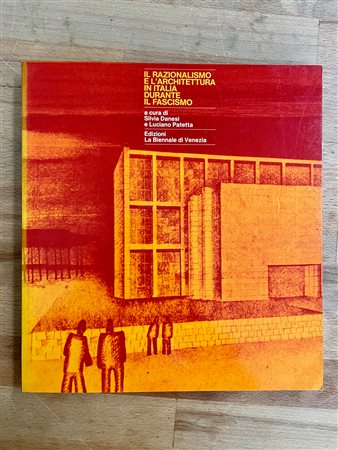 IL RAZIONALISMO
E L'ARCHITETTURA
IN ITALIA
DURANTE
IL FASCISMO
a cura di
Silvia Danesi
e Luciano Patetta
Edizioni
La Biennale di Venezia